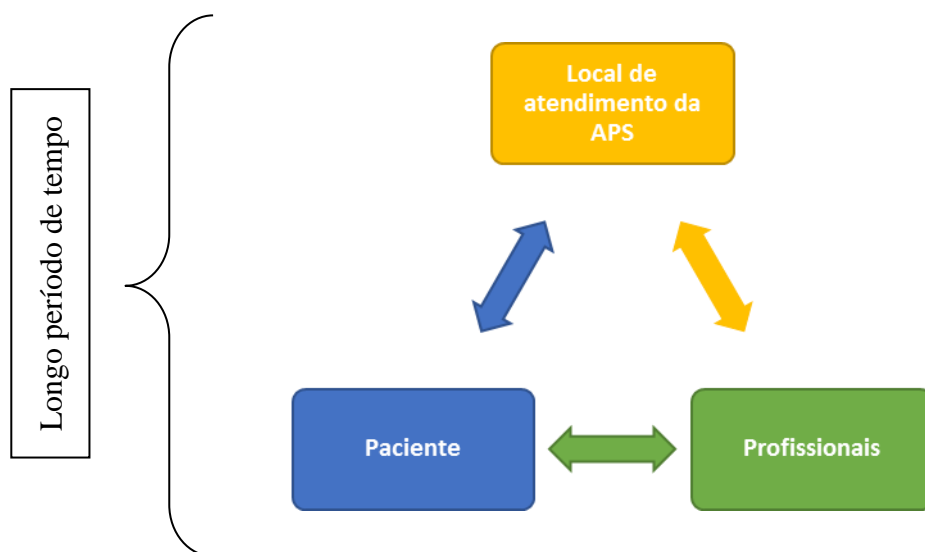 Longo período de tempo
Local de
atendimento da
APS
Paciente
Profissionais